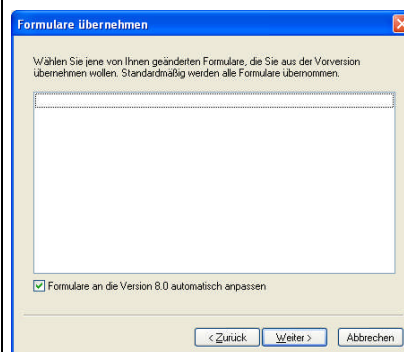 Formulare übernehmen
Wählen Sie jene von Ihnen geänderten Formulare, die Sie aus der Vorversion
übernehmen wollen. Standardmäßig werden alle Formulare übernommen.
Formulare an die Version 8.0 automatisch anpassen
< Zurück Weiter > Abbrechen